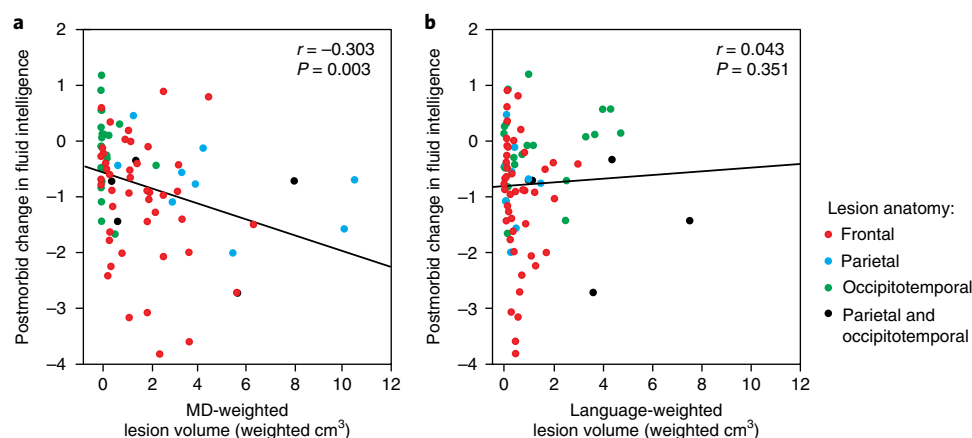 a
2
1
0
–1
–2
–3
–4
Postmorbid change in fluid intelligence
r = –0.303
P = 0.003
0 2 4 6 8 10 12
MD-weighted
lesion volume (weighted cm³)
b
2
1
0
–1
–2
–3
–4
Postmorbid change in fluid intelligence
r = 0.043
P = 0.351
0 2 4 6 8 10 12
Language-weighted
lesion volume (weighted cm³)
Lesion anatomy:
Frontal
Parietal
Occipitotemporal
Parietal and
occipitotemporal